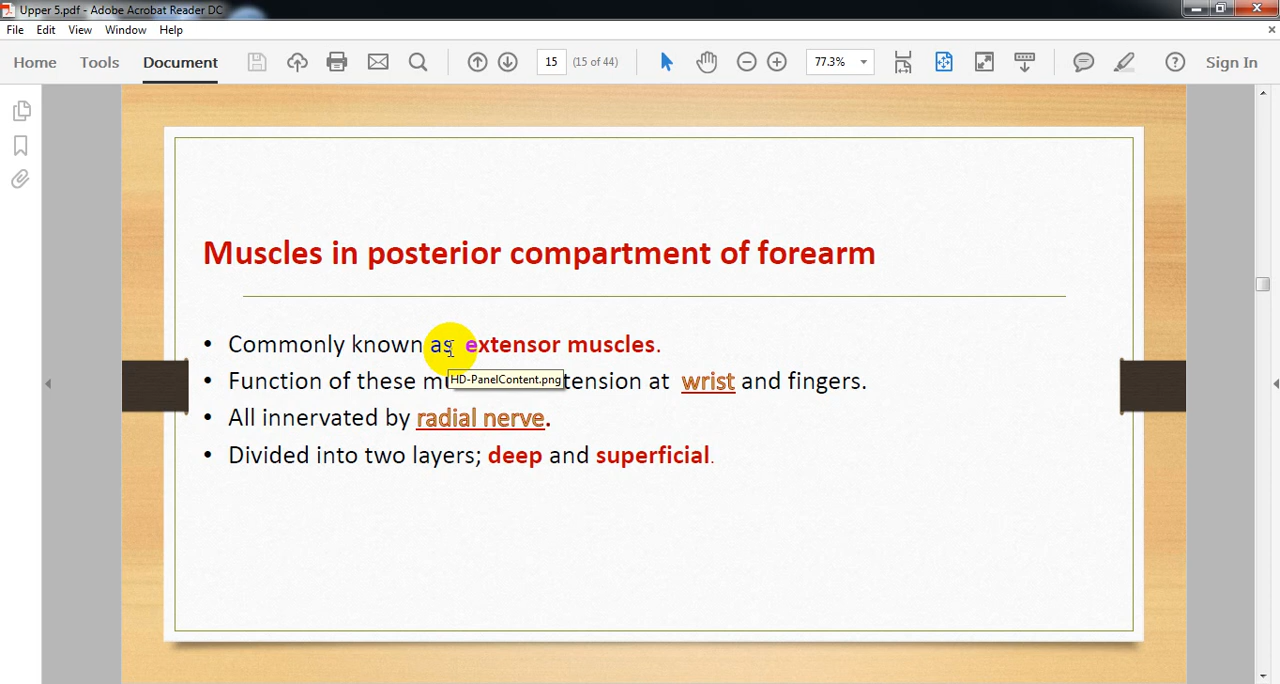 Upper 5.pdf - Adobe Acrobat Reader DC
File Edit View Window Help
Home Tools Document 15 (15 of 44) 77.3% Sign In
Muscles in posterior compartment of forearm
• Commonly known as extensor muscles.
• Function of these mu tension at wrist and fingers.
HD-PanelContent.png
• All innervated by radial nerve.
• Divided into two layers; deep and superficial.